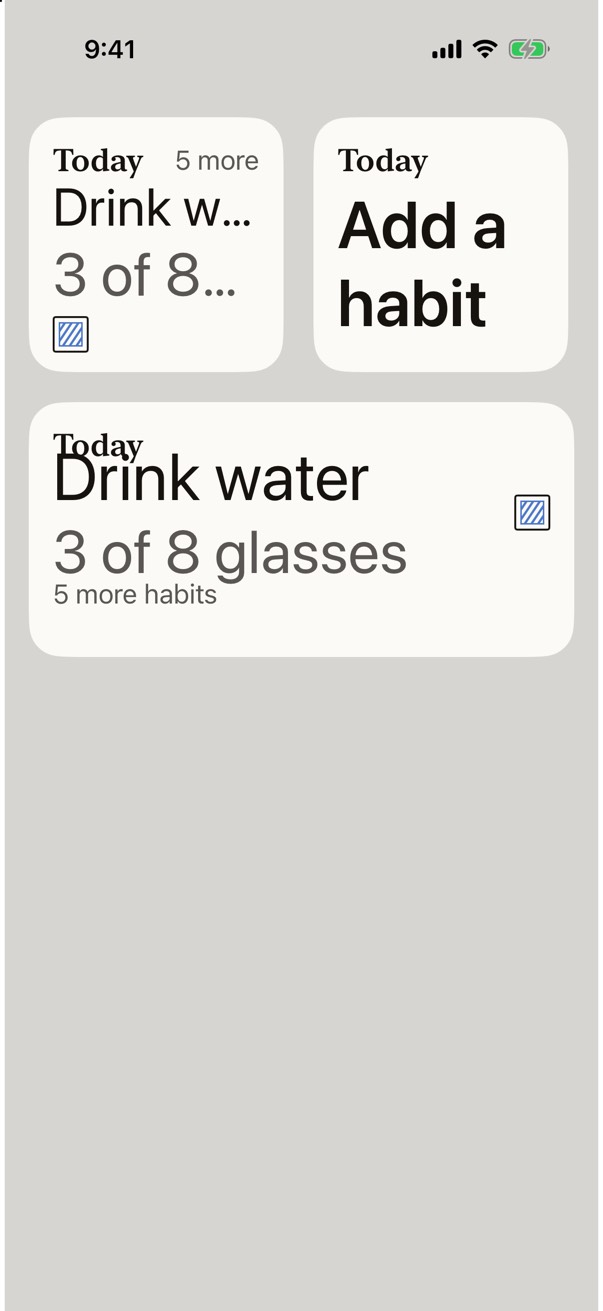 9:41
Today 5 more
Drink w...
3 of 8...
Today
Add a
habit
Today
Drink water
3 of 8 glasses
5 more habits